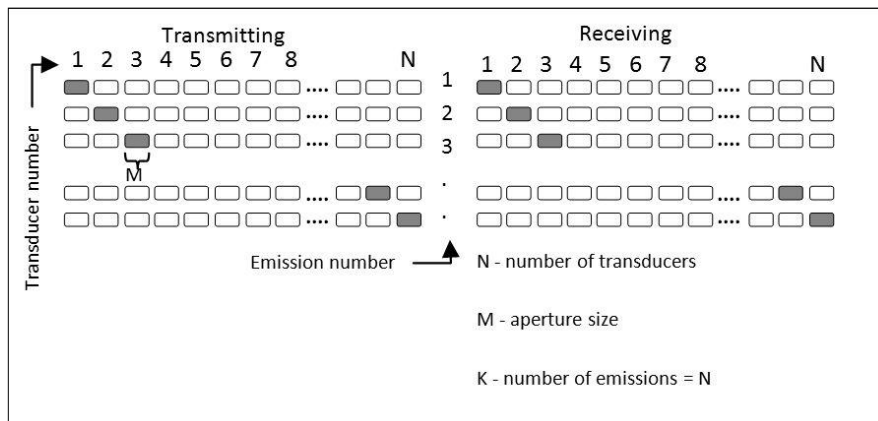 Transmitting Receiving
1 2 3 4 5 6 7 8 N 1 2 3 4 5 6 7 8 N
.... 1 ....
.... 2 ....
.... 3 ....
M
.... . ....
.... . ....
Transducer number
Emission number
N - number of transducers
M - aperture size
K - number of emissions = N